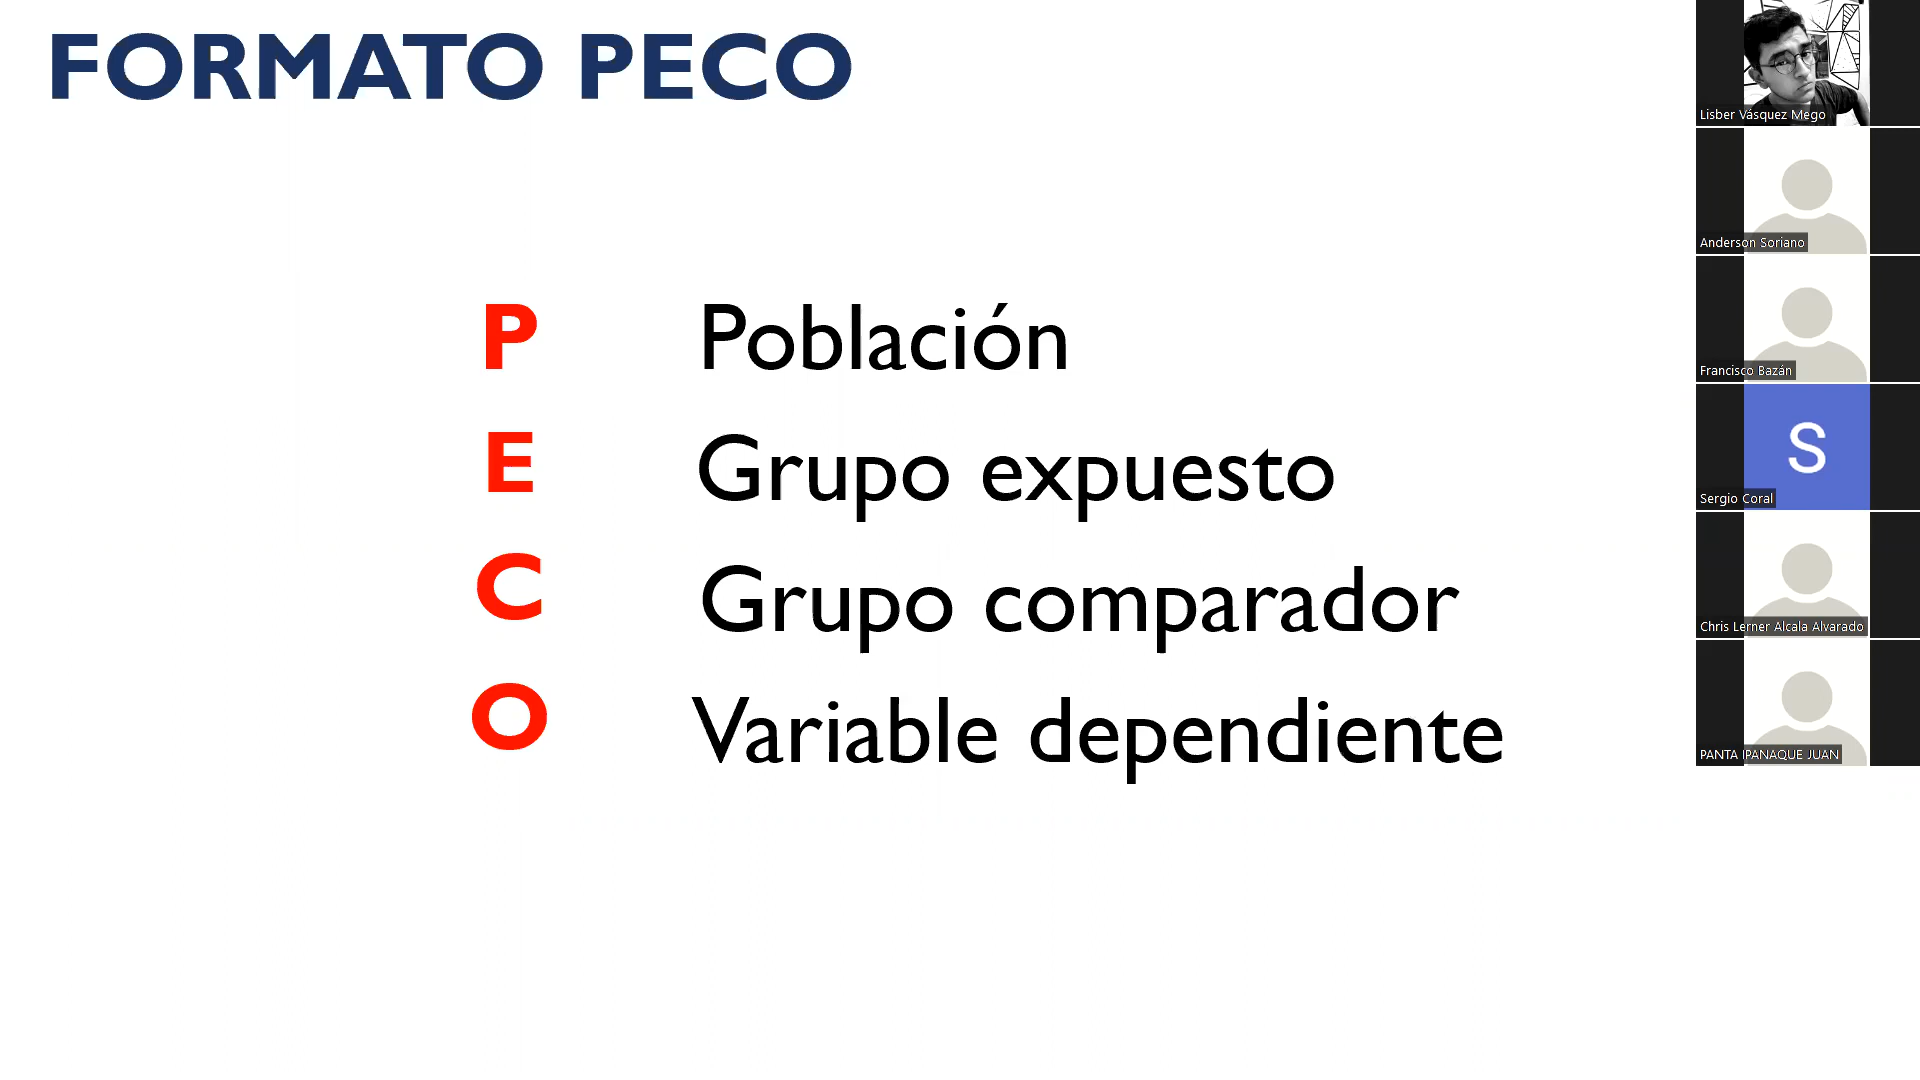 FORMATO PECO
P Población
E Grupo expuesto
C Grupo comparador
O Variable dependiente
Lisber Vásquez Mego
Anderson Soriano
Francisco Bazán
S
Sergio Coral
Chris Lerner Alcala Alvarado
PANTA IPANAQUE JUAN